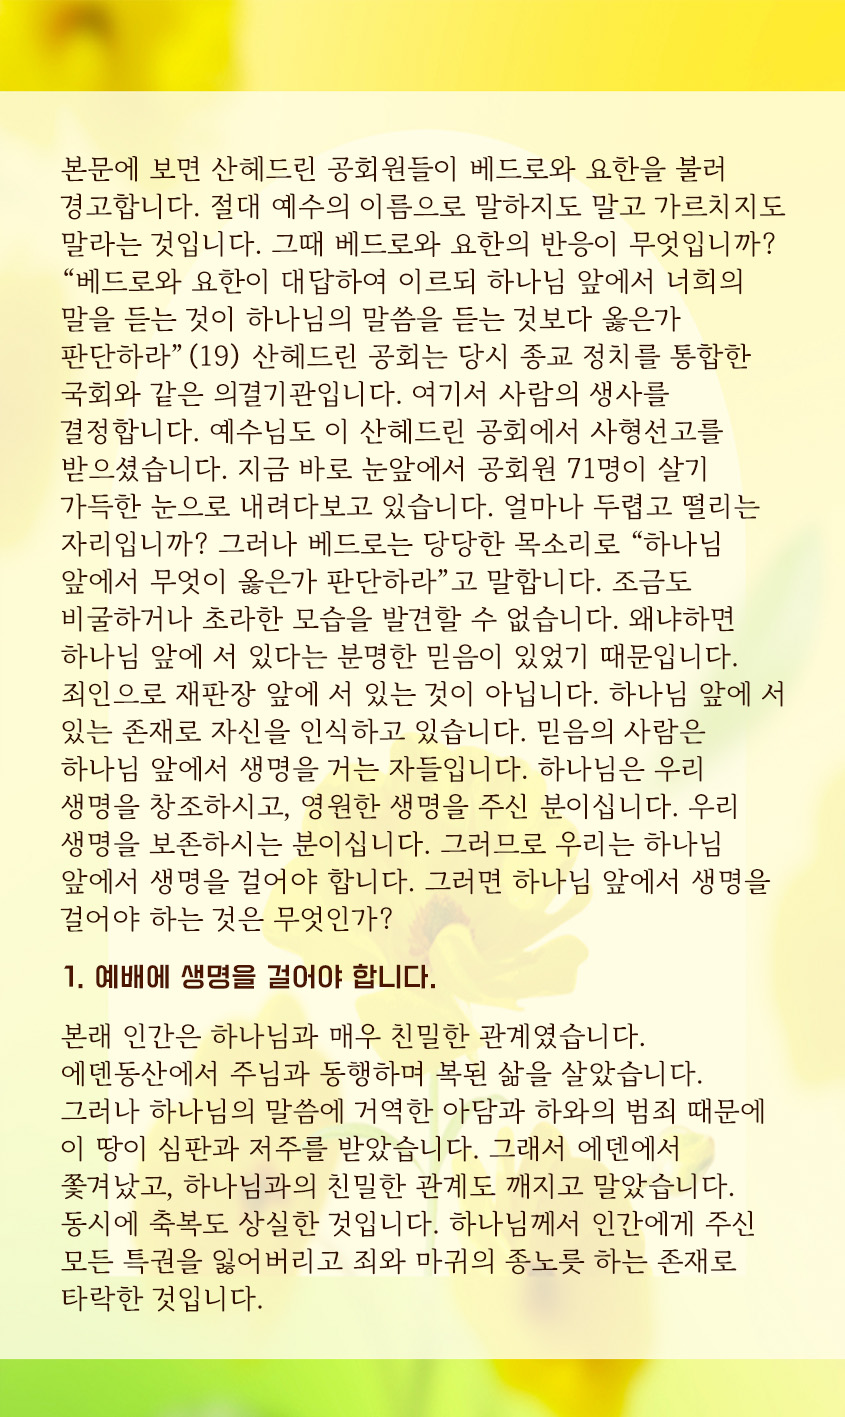 본문에 보면 산헤드린 공회원들이 베드로와 요한을 불러
경고합니다. 절대 예수의 이름으로 말하지도 말고 가르치지도
말라는 것입니다. 그때 베드로와 요한의 반응이 무엇입니까?
“베드로와 요한이 대답하여 이르되 하나님 앞에서 너희의
말을 듣는 것이 하나님의 말씀을 듣는 것보다 옳은가
판단하라”(19) 산헤드린 공회는 당시 종교 정치를 통합한
국회와 같은 의결기관입니다. 여기서 사람의 생사를
결정합니다. 예수님도 이 산헤드린 공회에서 사형선고를
받으셨습니다. 지금 바로 눈앞에서 공회원 71명이 살기
가득한 눈으로 내려다보고 있습니다. 얼마나 두렵고 떨리는
자리입니까? 그러나 베드로는 당당한 목소리로 “하나님
앞에서 무엇이 옳은가 판단하라”고 말합니다. 조금도
비굴하거나 초라한 모습을 발견할 수 없습니다. 왜냐하면
하나님 앞에 서 있다는 분명한 믿음이 있었기 때문입니다.
죄인으로 재판장 앞에 서 있는 것이 아닙니다. 하나님 앞에 서
있는 존재로 자신을 인식하고 있습니다. 믿음의 사람은
하나님 앞에서 생명을 거는 자들입니다. 하나님은 우리
생명을 창조하시고, 영원한 생명을 주신 분이십니다. 우리
생명을 보존하시는 분이십니다. 그러므로 우리는 하나님
앞에서 생명을 걸어야 합니다. 그러면 하나님 앞에서 생명을
걸어야 하는 것은 무엇인가?
1. 예배에 생명을 걸어야 합니다.
본래 인간은 하나님과 매우 친밀한 관계였습니다.
에덴동산에서 주님과 동행하며 복된 삶을 살았습니다.
그러나 하나님의 말씀에 거역한 아담과 하와의 범죄 때문에
이 땅이 심판과 저주를 받았습니다. 그래서 에덴에서
쫓겨났고, 하나님과의 친밀한 관계도 깨지고 말았습니다.
동시에 축복도 상실한 것입니다. 하나님께서 인간에게 주신
모든 특권을 잃어버리고 죄와 마귀의 종노릇 하는 존재로
타락한 것입니다.